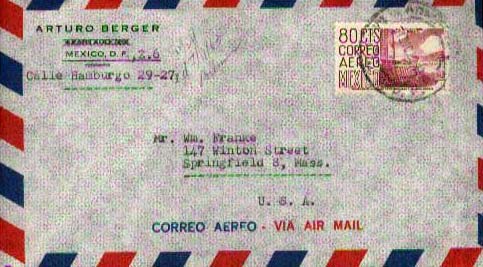 ARTURO BERGER
MEXICO, D. F., Z.6
Calle Hamburgo 29-27
80 CTS
CORREO
AEREO
MEXICO
Mr. Wm. Franke
147 Winton Street
Springfield 8, Mass.
U. S. A.
CORREO AEREO - VIA AIR MAIL